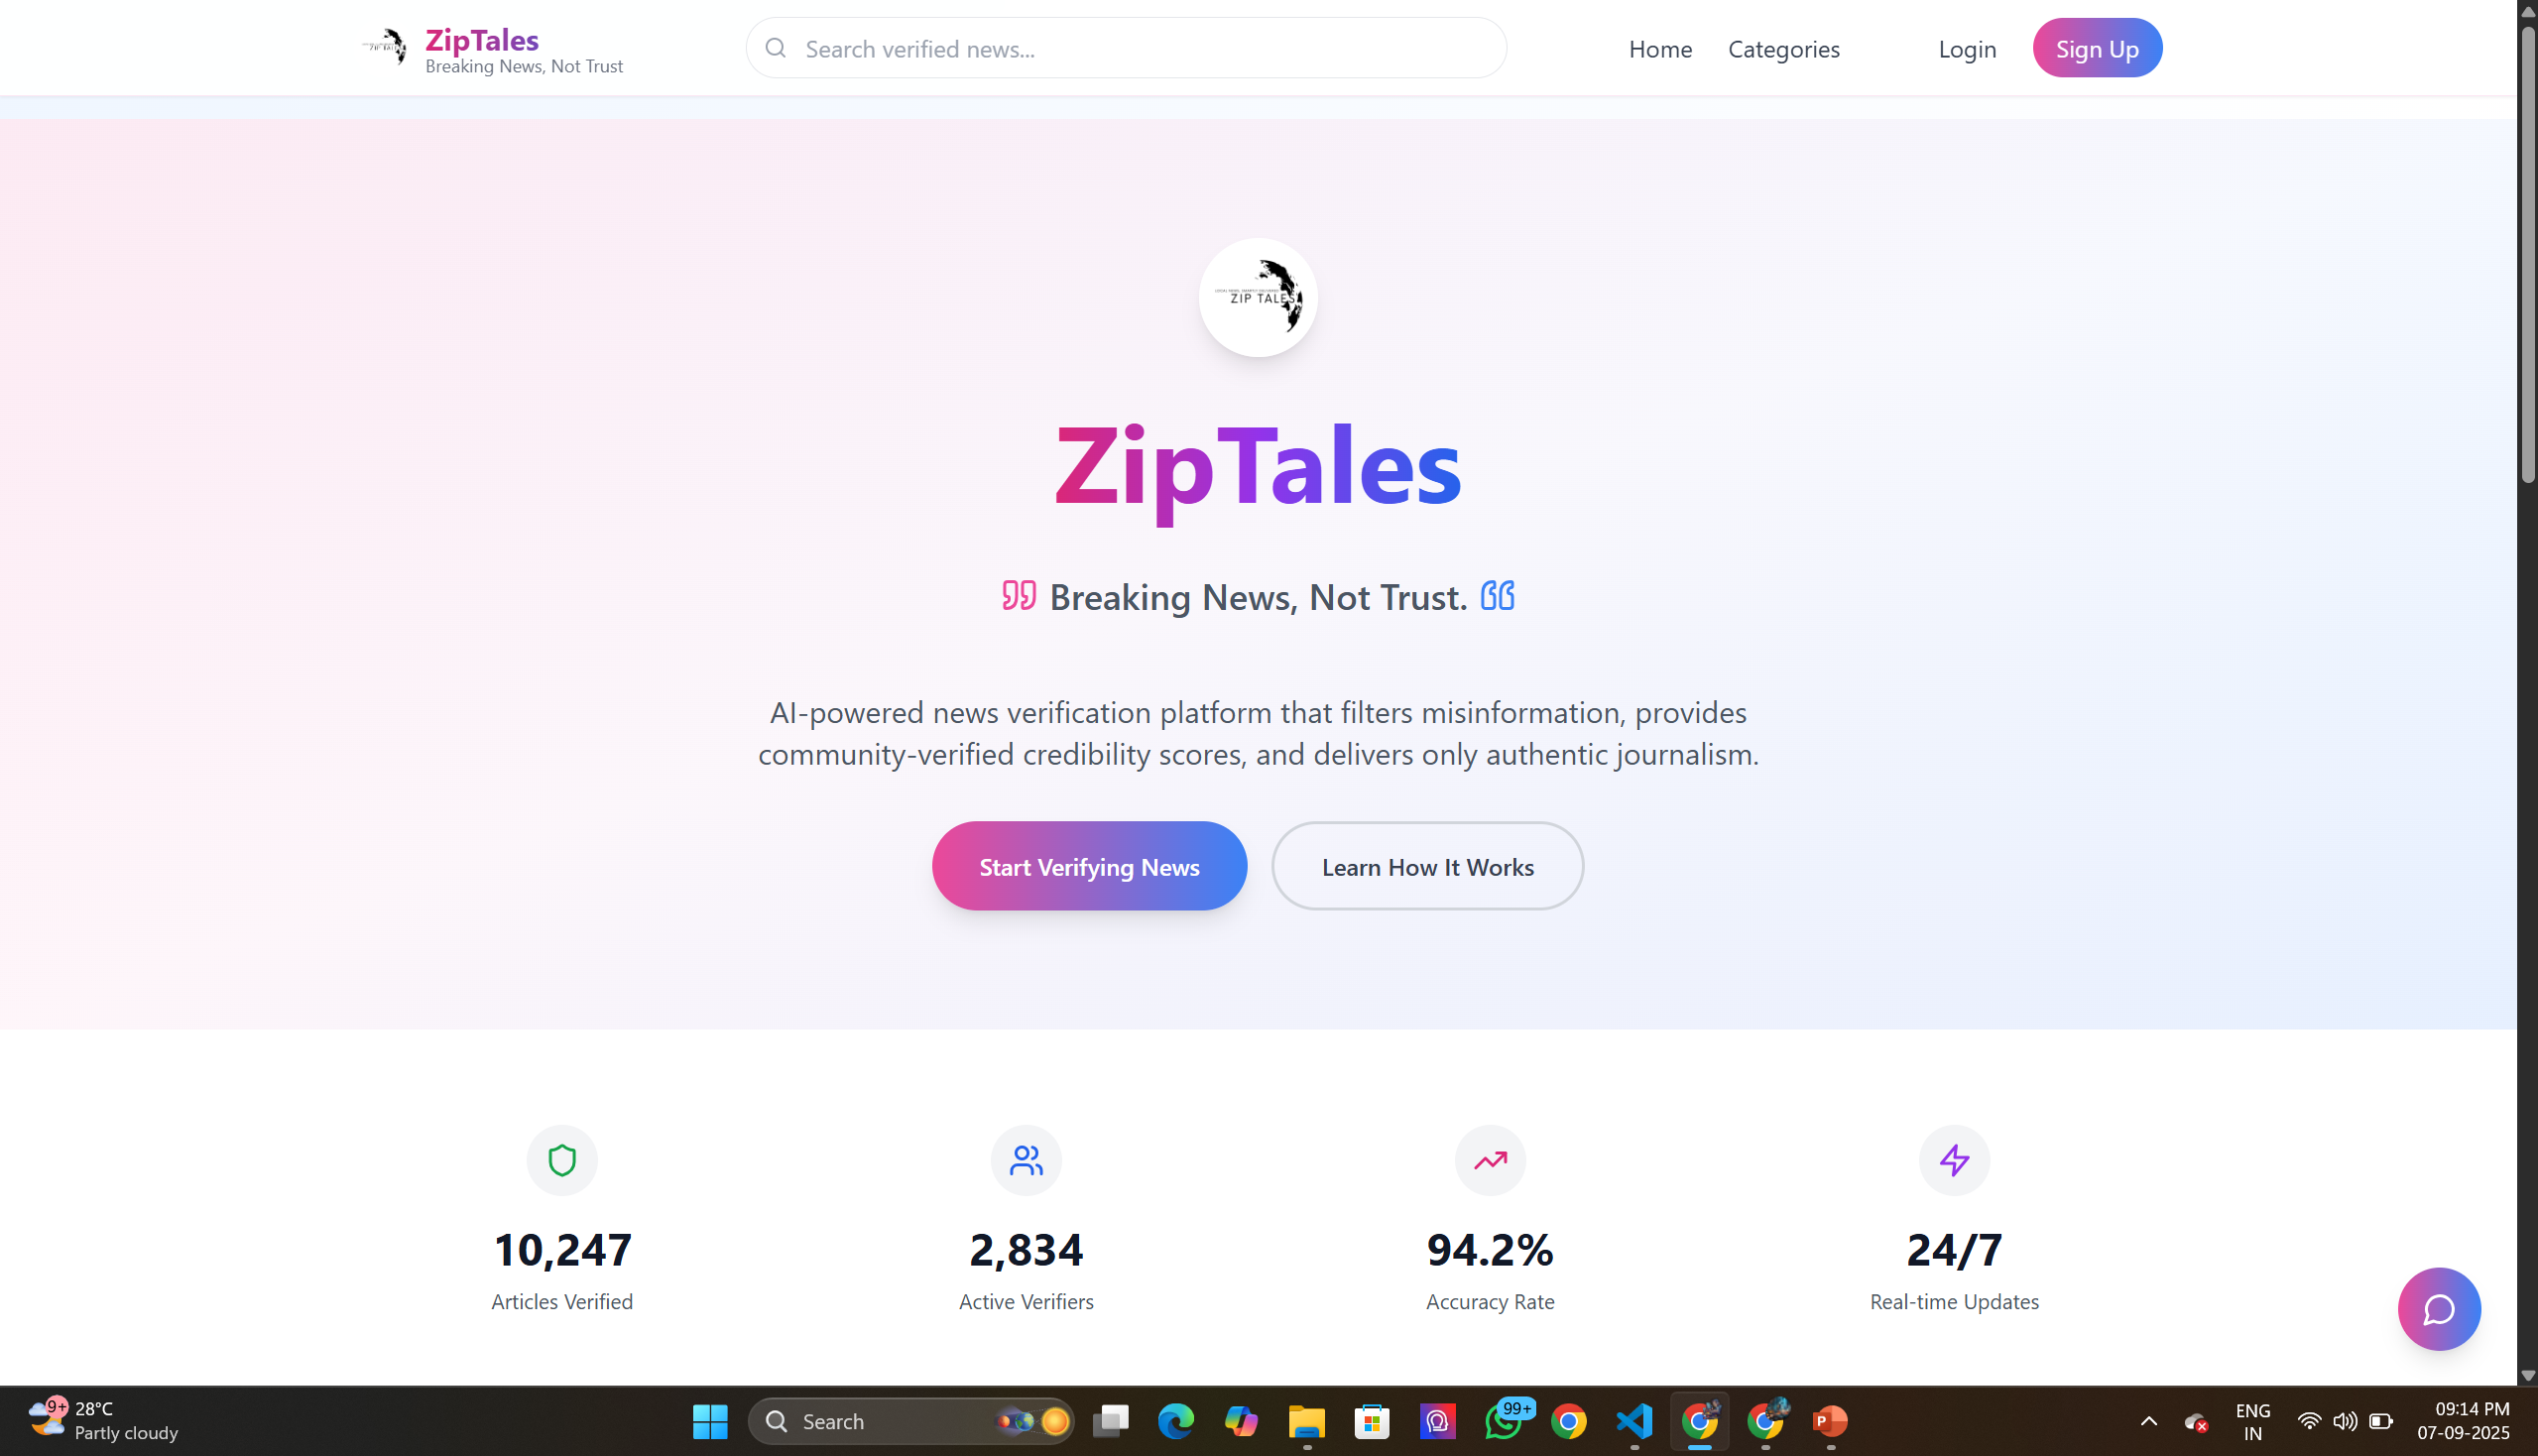 ZIP TALES
ZipTales
Breaking News, Not Trust
Search verified news...
Home
Categories
Login
Sign Up
ZIP TALES
ZipTales
Breaking News, Not Trust.
AI-powered news verification platform that filters misinformation, provides
community-verified credibility scores, and delivers only authentic journalism.
Start Verifying News
Learn How It Works
10,247
Articles Verified
2,834
Active Verifiers
94.2%
Accuracy Rate
24/7
Real-time Updates
9+
28°C
Partly cloudy
Search
99+
P
ENG
IN
09:14 PM
07-09-2025